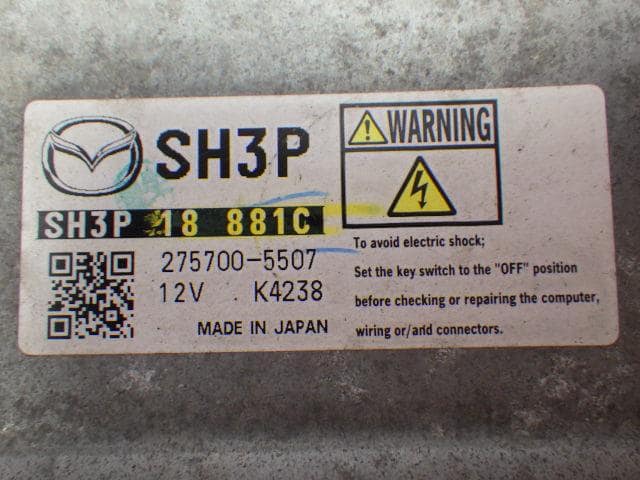 SH3P
SH3P 18 881C
275700-5507
12V K4238
MADE IN JAPAN
WARNING
To avoid electric shock;
Set the key switch to the "OFF" position
before checking or repairing the computer,
wiring or/and connectors.